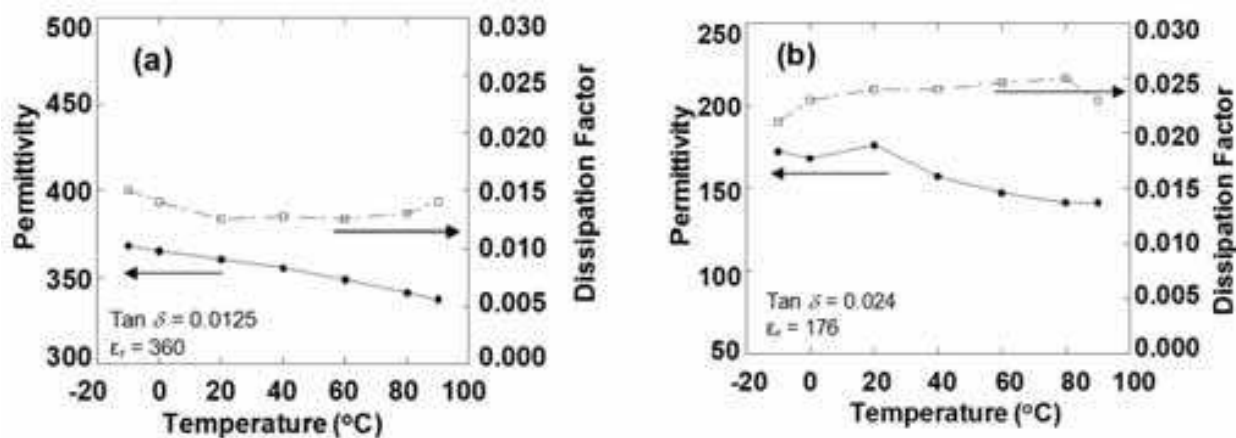 (a)
Permittivity
500
450
400
350
300
0.030
0.025
0.020
0.015
0.010
0.005
0.000
Dissipation Factor
Tan δ = 0.0125
εr = 360
-20 0 20 40 60 80 100
Temperature (°C)
(b)
Permittivity
250
200
150
100
50
0.030
0.025
0.020
0.015
0.010
0.005
0.000
Dissipation Factor
Tan δ = 0.024
εr = 176
-20 0 20 40 60 80 100
Temperature (°C)